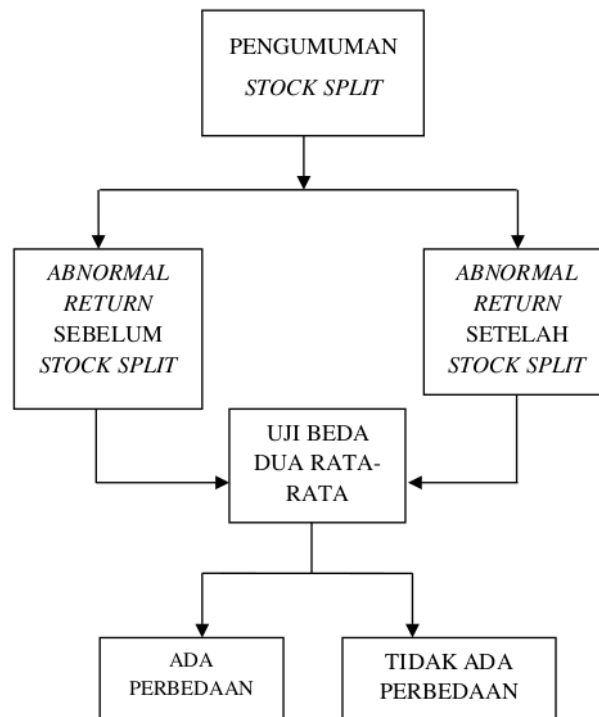 PENGUMUMAN
STOCK SPLIT
ABNORMAL
RETURN
SEBELUM
STOCK SPLIT
ABNORMAL
RETURN
SETELAH
STOCK SPLIT
UJI BEDA
DUA RATA-
RATA
ADA
PERBEDAAN
TIDAK ADA
PERBEDAAN